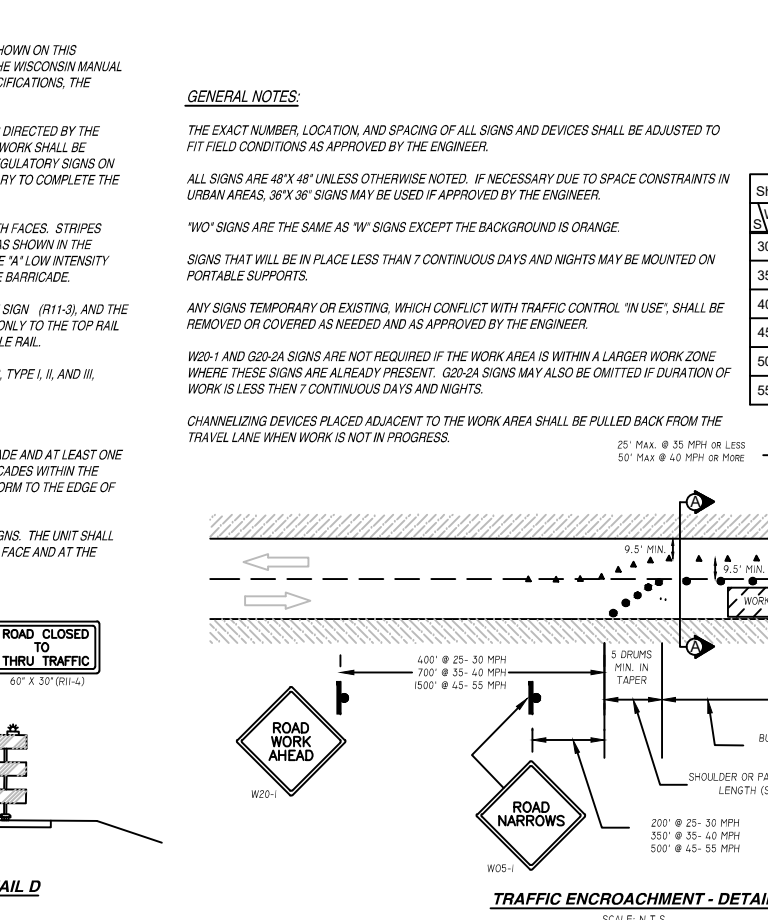 HOWN ON THIS
HE WISCONSIN MANUAL
CIFICATIONS, THE
DIRECTED BY THE
WORK SHALL BE
GULATORY SIGNS ON
ARY TO COMPLETE THE
TH FACES. STRIPES
AS SHOWN IN THE
E "A" LOW INTENSITY
E BARRICADE.
SIGN (R11-3), AND THE
ONLY TO THE TOP RAIL
LE RAIL.
, TYPE I, II, AND III,
ADE AND AT LEAST ONE
CADES WITHIN THE
ORM TO THE EDGE OF
GNS. THE UNIT SHALL
FACE AND AT THE
ROAD CLOSED
TO
THRU TRAFFIC
60" X 30" (R11-4)
AIL D
GENERAL NOTES:
THE EXACT NUMBER, LOCATION, AND SPACING OF ALL SIGNS AND DEVICES SHALL BE ADJUSTED TO
FIT FIELD CONDITIONS AS APPROVED BY THE ENGINEER.
ALL SIGNS ARE 48"X 48" UNLESS OTHERWISE NOTED. IF NECESSARY DUE TO SPACE CONSTRAINTS IN
URBAN AREAS, 36"X 36" SIGNS MAY BE USED IF APPROVED BY THE ENGINEER.
"WO" SIGNS ARE THE SAME AS "W" SIGNS EXCEPT THE BACKGROUND IS ORANGE.
SIGNS THAT WILL BE IN PLACE LESS THAN 7 CONTINUOUS DAYS AND NIGHTS MAY BE MOUNTED ON
PORTABLE SUPPORTS.
ANY SIGNS TEMPORARY OR EXISTING, WHICH CONFLICT WITH TRAFFIC CONTROL "IN USE", SHALL BE
REMOVED OR COVERED AS NEEDED AND AS APPROVED BY THE ENGINEER.
W20-1 AND G20-2A SIGNS ARE NOT REQUIRED IF THE WORK AREA IS WITHIN A LARGER WORK ZONE
WHERE THESE SIGNS ARE ALREADY PRESENT. G20-2A SIGNS MAY ALSO BE OMITTED IF DURATION OF
WORK IS LESS THEN 7 CONTINUOUS DAYS AND NIGHTS.
CHANNELIZING DEVICES PLACED ADJACENT TO THE WORK AREA SHALL BE PULLED BACK FROM THE
TRAVEL LANE WHEN WORK IS NOT IN PROGRESS.
SH
W
S
30
35
40
45
50
55
25' MAX. @ 35 MPH OR LESS
50' MAX @ 40 MPH OR MORE
A
9.5' MIN.
9.5' MIN.
WORK
A
400' @ 25- 30 MPH
700' @ 35- 40 MPH
1500' @ 45- 55 MPH
5 DRUMS
MIN. IN
TAPER
ROAD
WORK
AHEAD
W20-1
BU
SHOULDER OR PA
LENGTH (S
ROAD
NARROWS
WO5-1
200' @ 25- 30 MPH
350' @ 35- 40 MPH
500' @ 45- 55 MPH
TRAFFIC ENCROACHMENT - DETAI
SCALE: N.T.S.